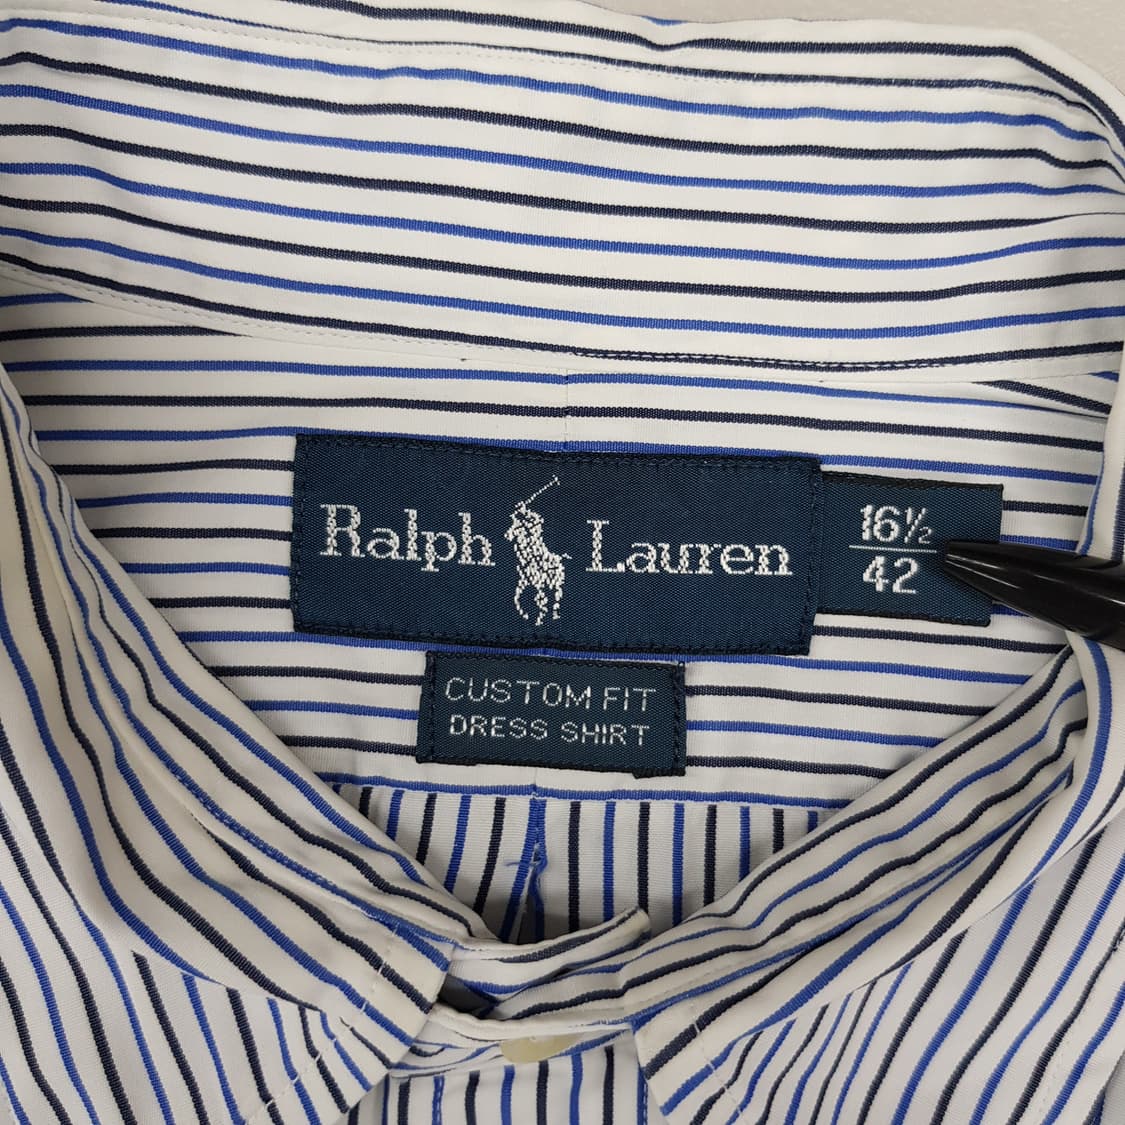 Ralph Lauren
16½
42
CUSTOM FIT
DRESS SHIRT